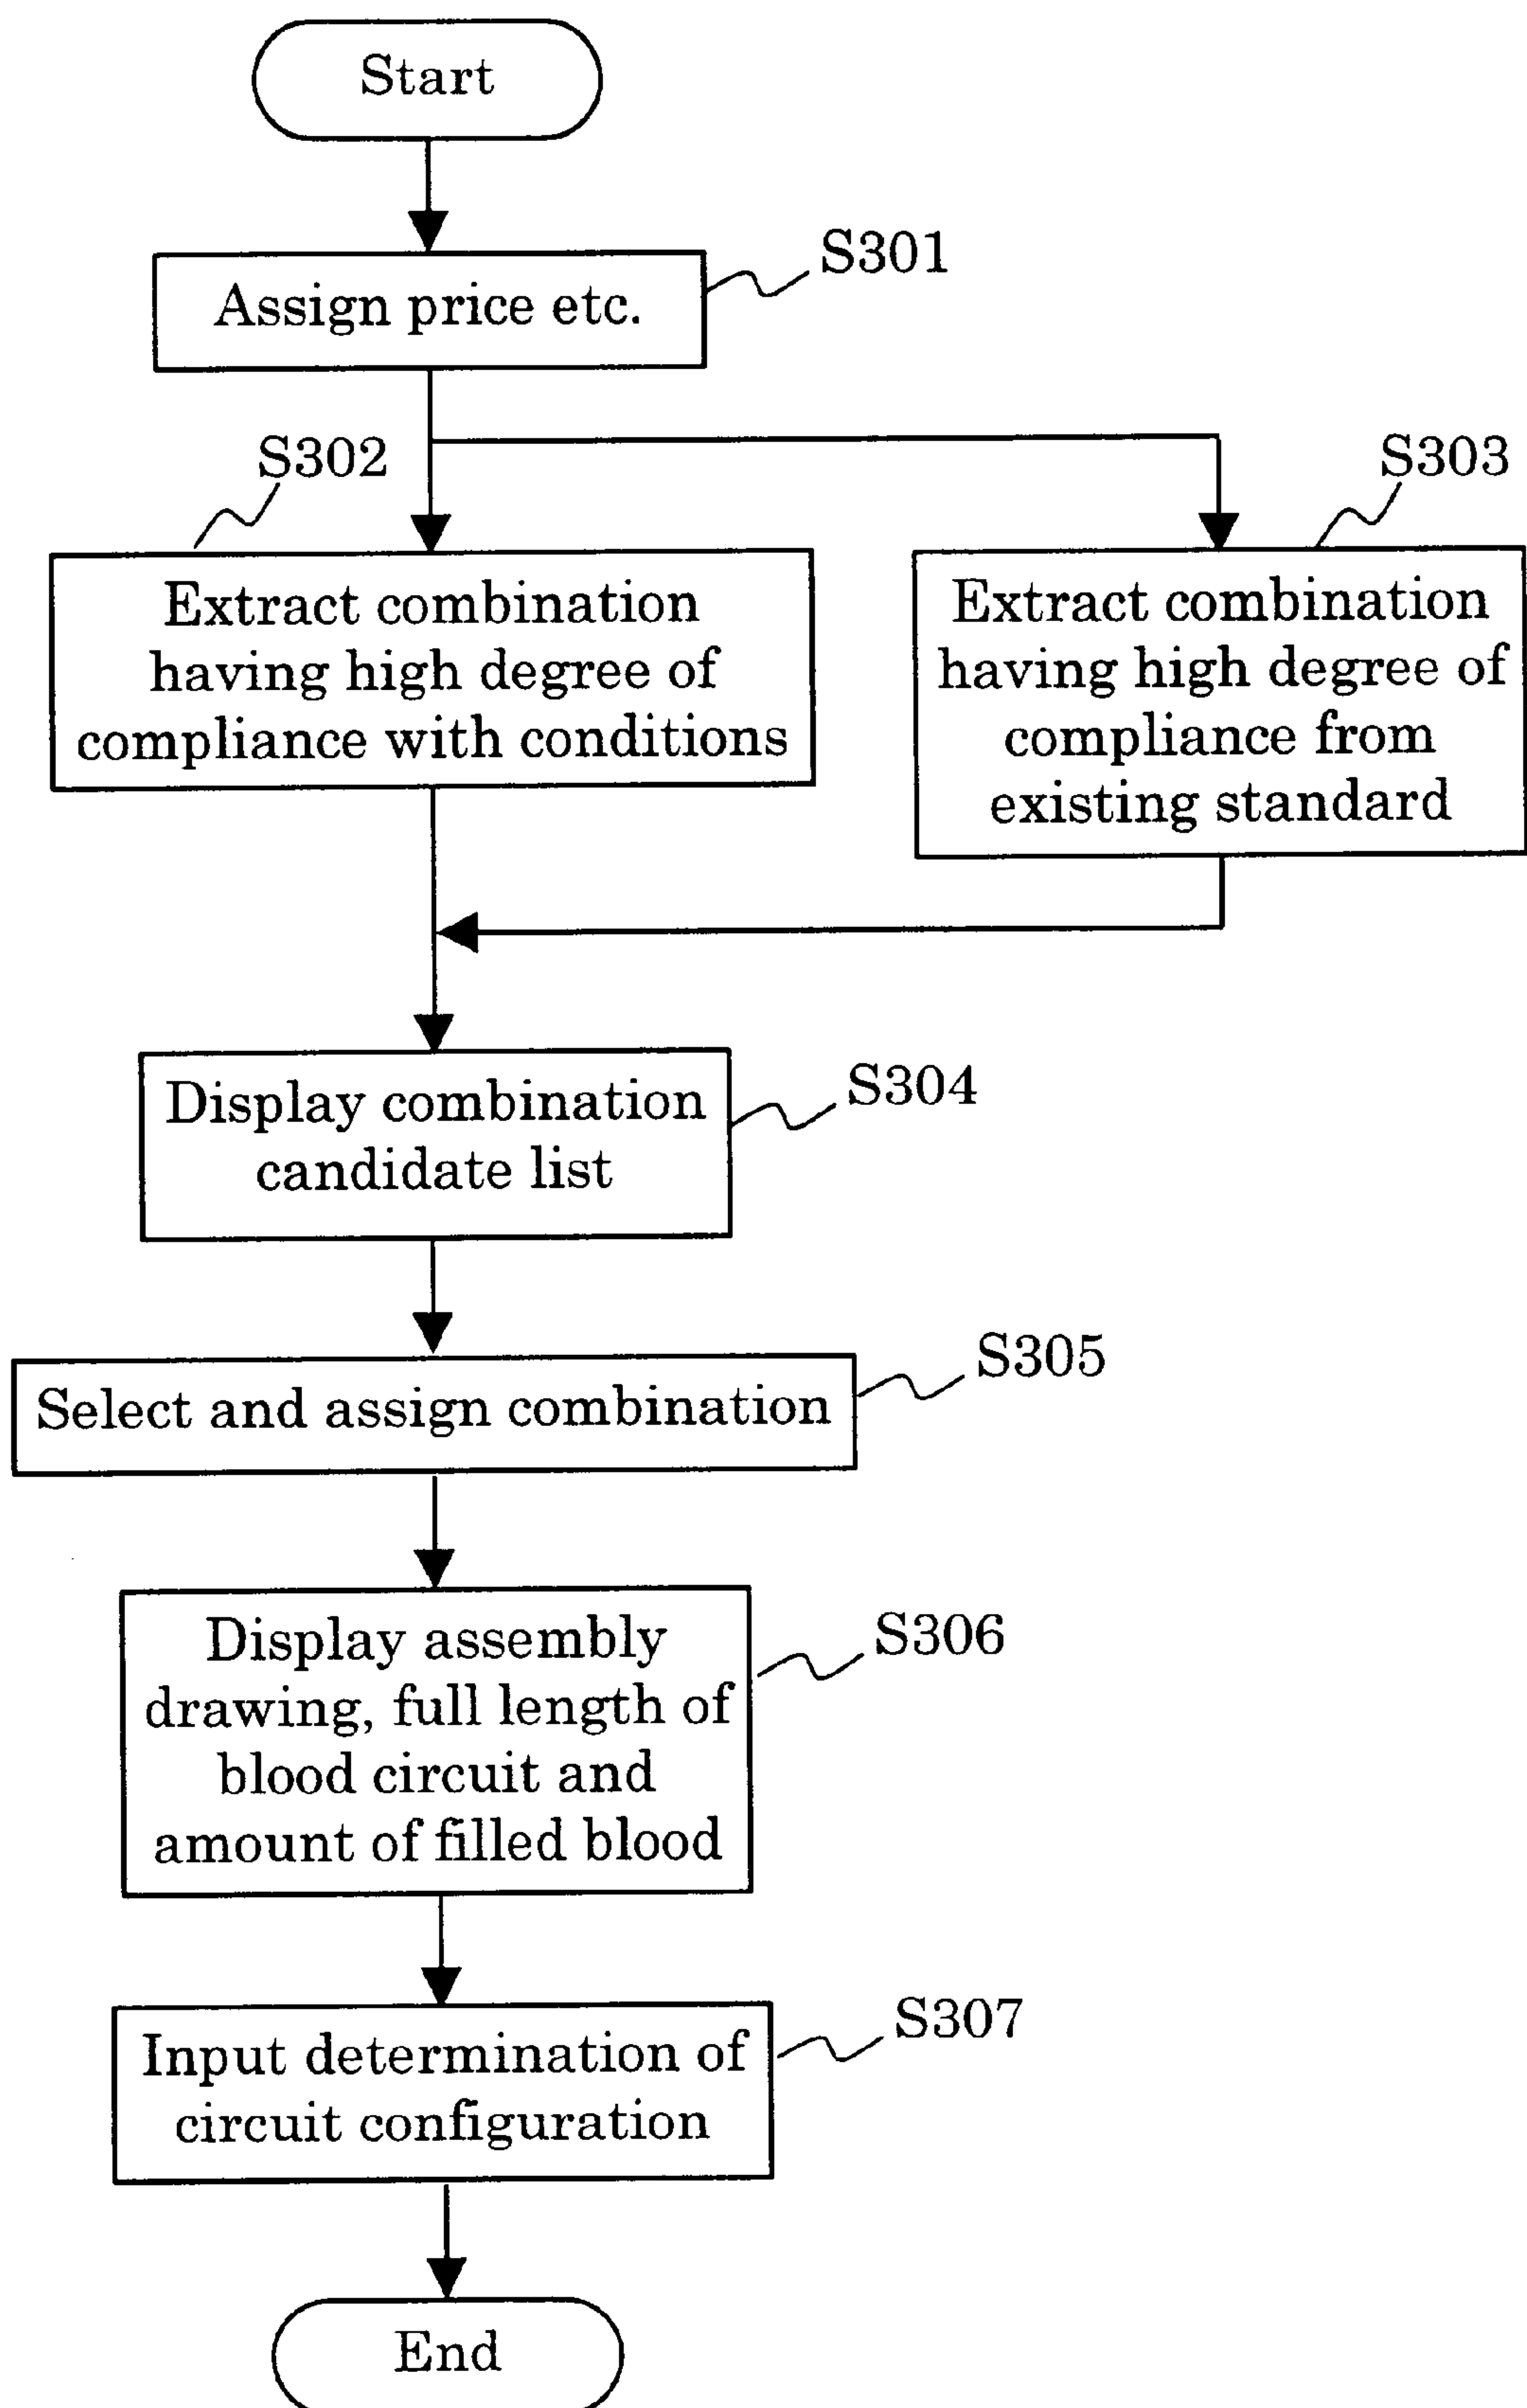 Start
S301
Assign price etc.
S302
S303
Extract combination
having high degree of
compliance with conditions
Extract combination
having high degree of
compliance from
existing standard
S304
Display combination
candidate list
S305
Select and assign combination
S306
Display assembly
drawing, full length of
blood circuit and
amount of filled blood
S307
Input determination of
circuit configuration
End